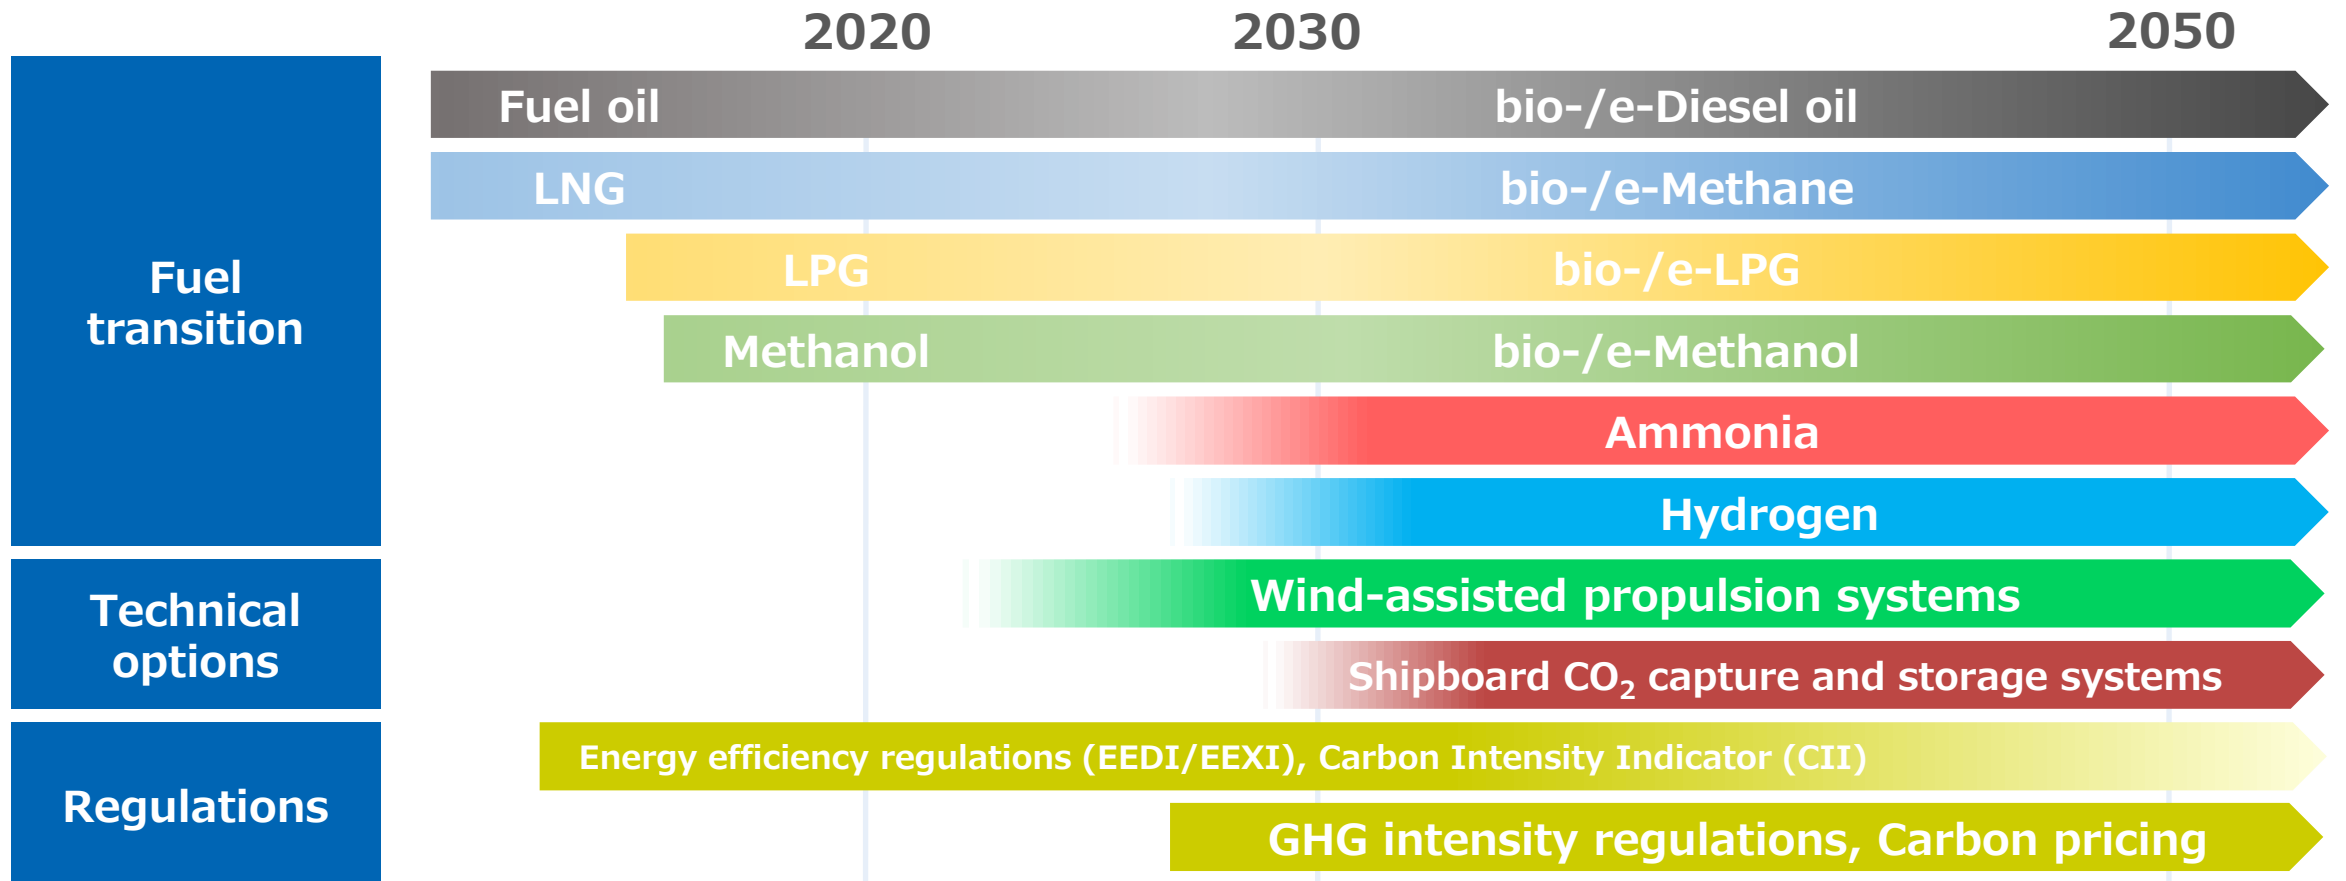 2020 2030 2050
Fuel
transition
Fuel oil bio-/e-Diesel oil
LNG bio-/e-Methane
LPG bio-/e-LPG
Methanol bio-/e-Methanol
Ammonia
Hydrogen
Technical
options
Wind-assisted propulsion systems
Shipboard CO₂ capture and storage systems
Regulations
Energy efficiency regulations (EEDI/EEXI), Carbon Intensity Indicator (CII)
GHG intensity regulations, Carbon pricing